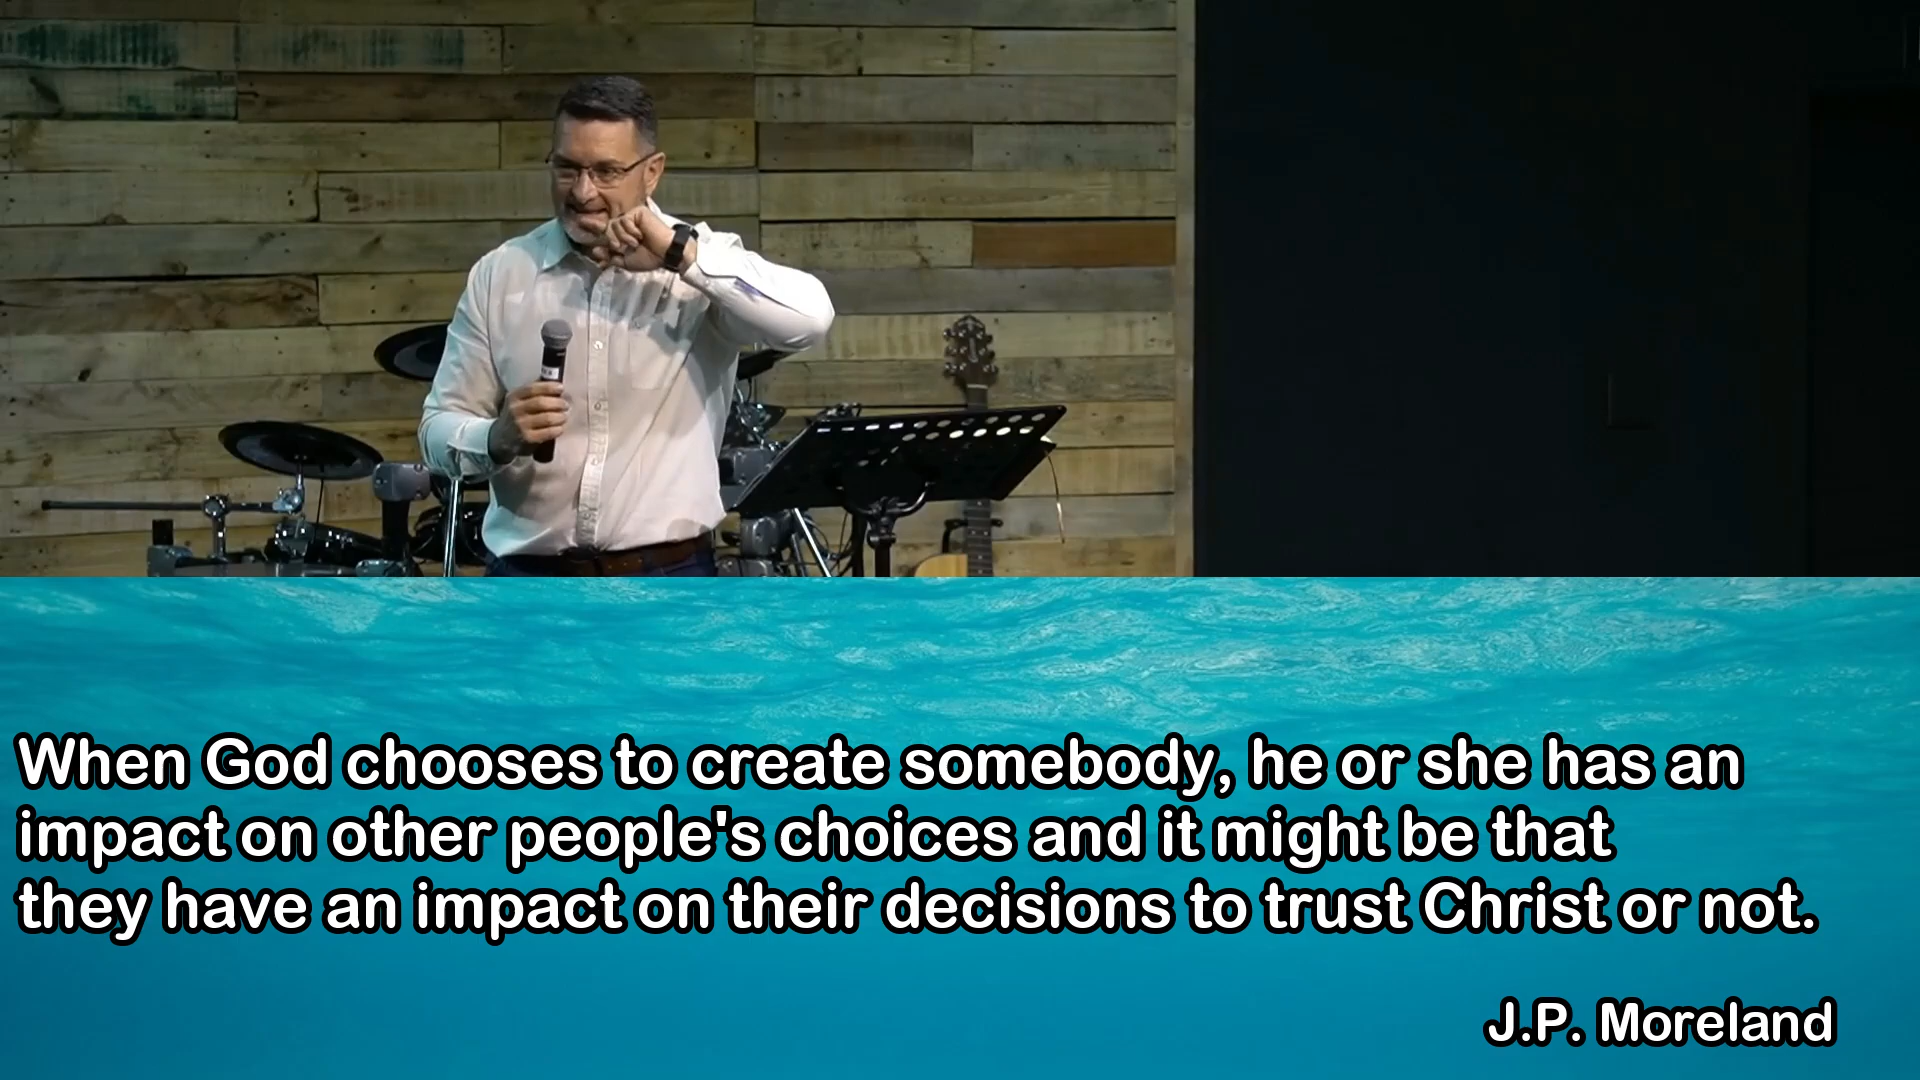 When God chooses to create somebody, he or she has an
impact on other people's choices and it might be that
they have an impact on their decisions to trust Christ or not.
J.P. Moreland